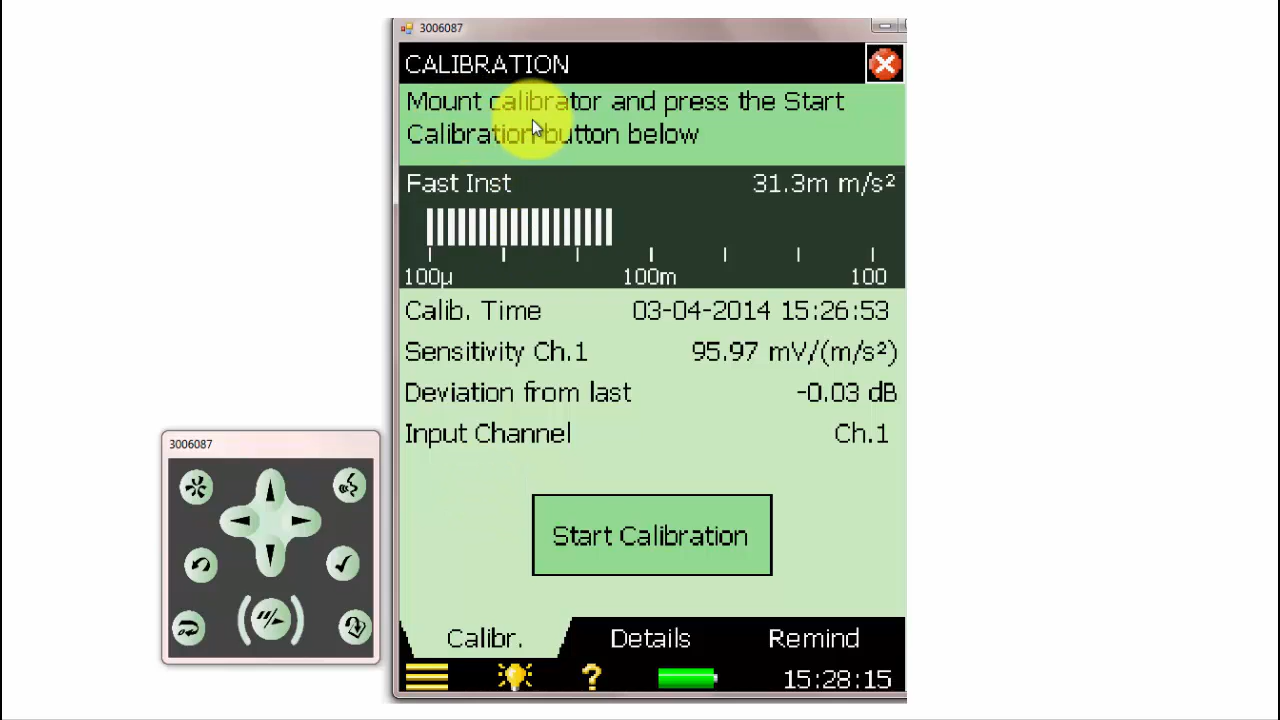 3006087
CALIBRATION
Mount calibrator and press the Start
Calibration button below
Fast Inst 31.3m m/s²
100µ 100m 100
Calib. Time 03-04-2014 15:26:53
Sensitivity Ch.1 95.97 mV/(m/s²)
Deviation from last -0.03 dB
Input Channel Ch.1
3006087
Start Calibration
Calibr. Details Remind
? 15:28:15